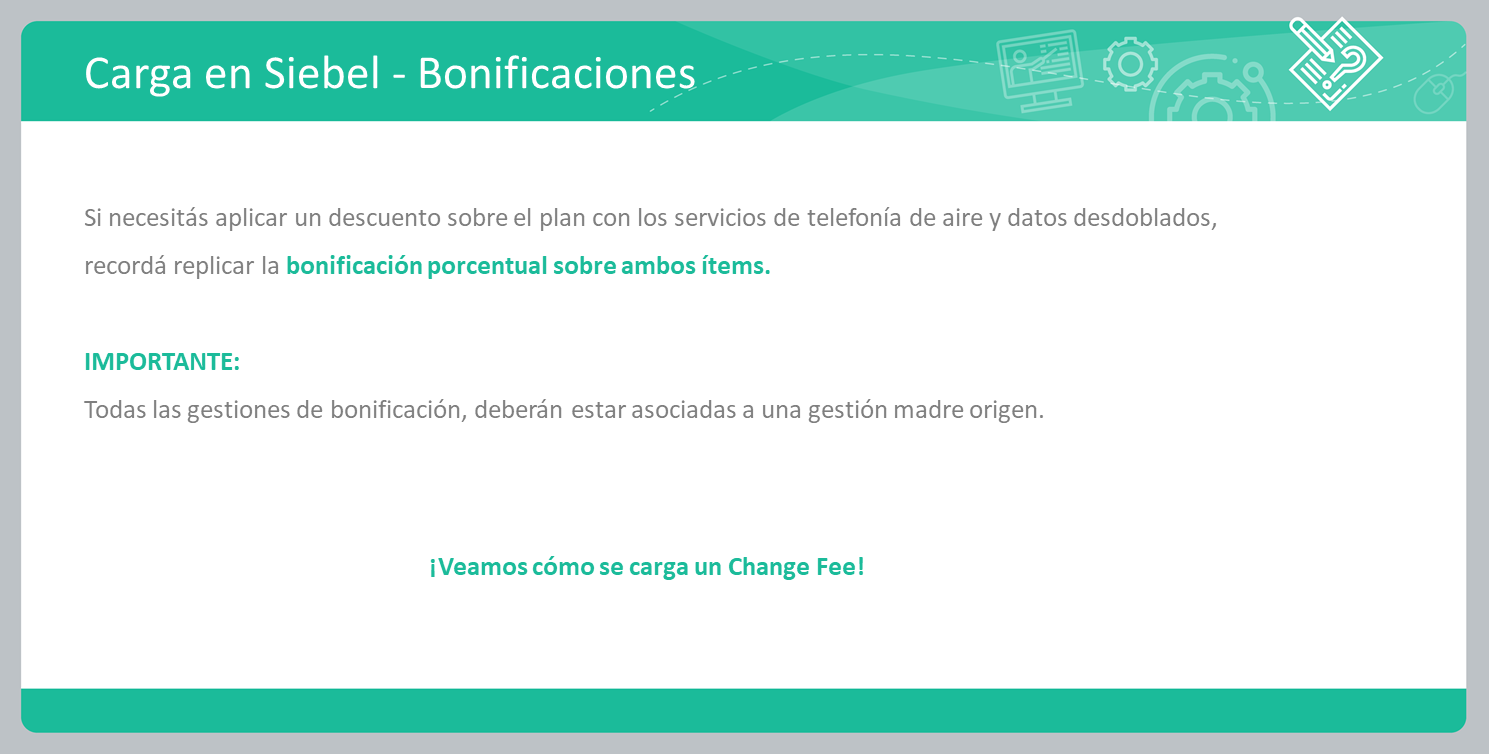 Carga en Siebel - Bonificaciones
Si necesitás aplicar un descuento sobre el plan con los servicios de telefonía de aire y datos desdoblados,
recordá replicar la bonificación porcentual sobre ambos ítems.
IMPORTANTE:
Todas las gestiones de bonificación, deberán estar asociadas a una gestión madre origen.
¡Veamos cómo se carga un Change Fee!